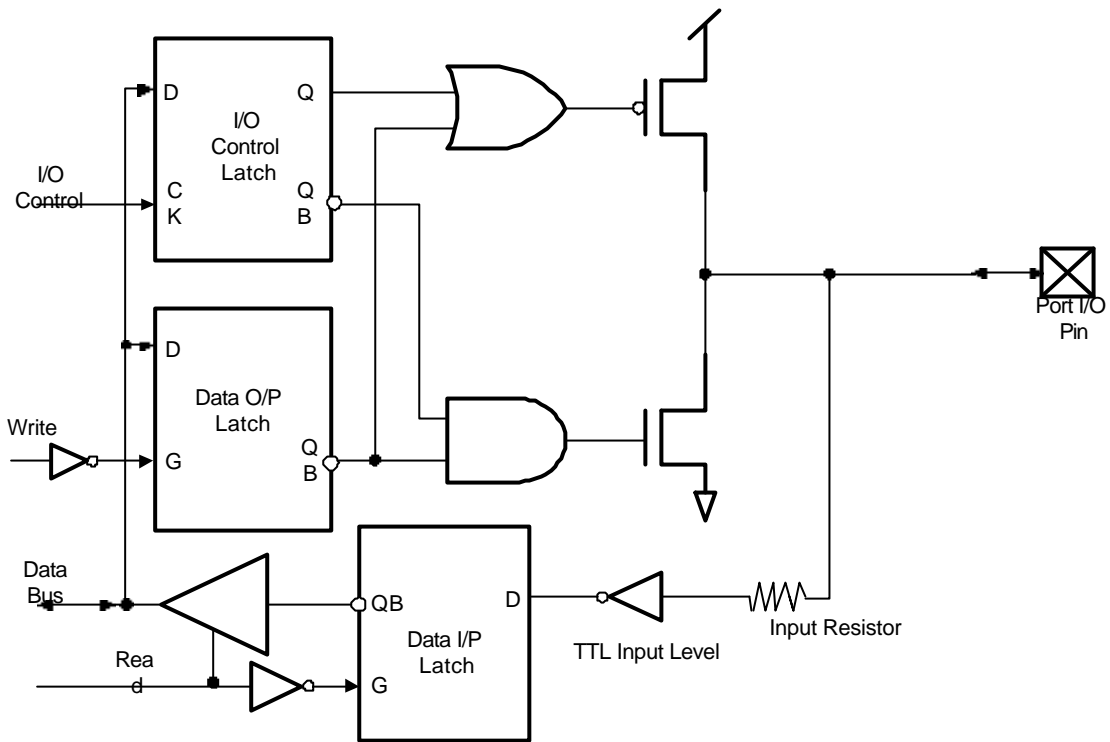 D
Q
I/O
Control
Latch
I/O
Control
C
K
Q
B
Port I/O
Pin
D
Data O/P
Latch
Write
G
Q
B
Data
Bus
QB
D
Data I/P
Latch
TTL Input Level
Input Resistor
Rea
d
G